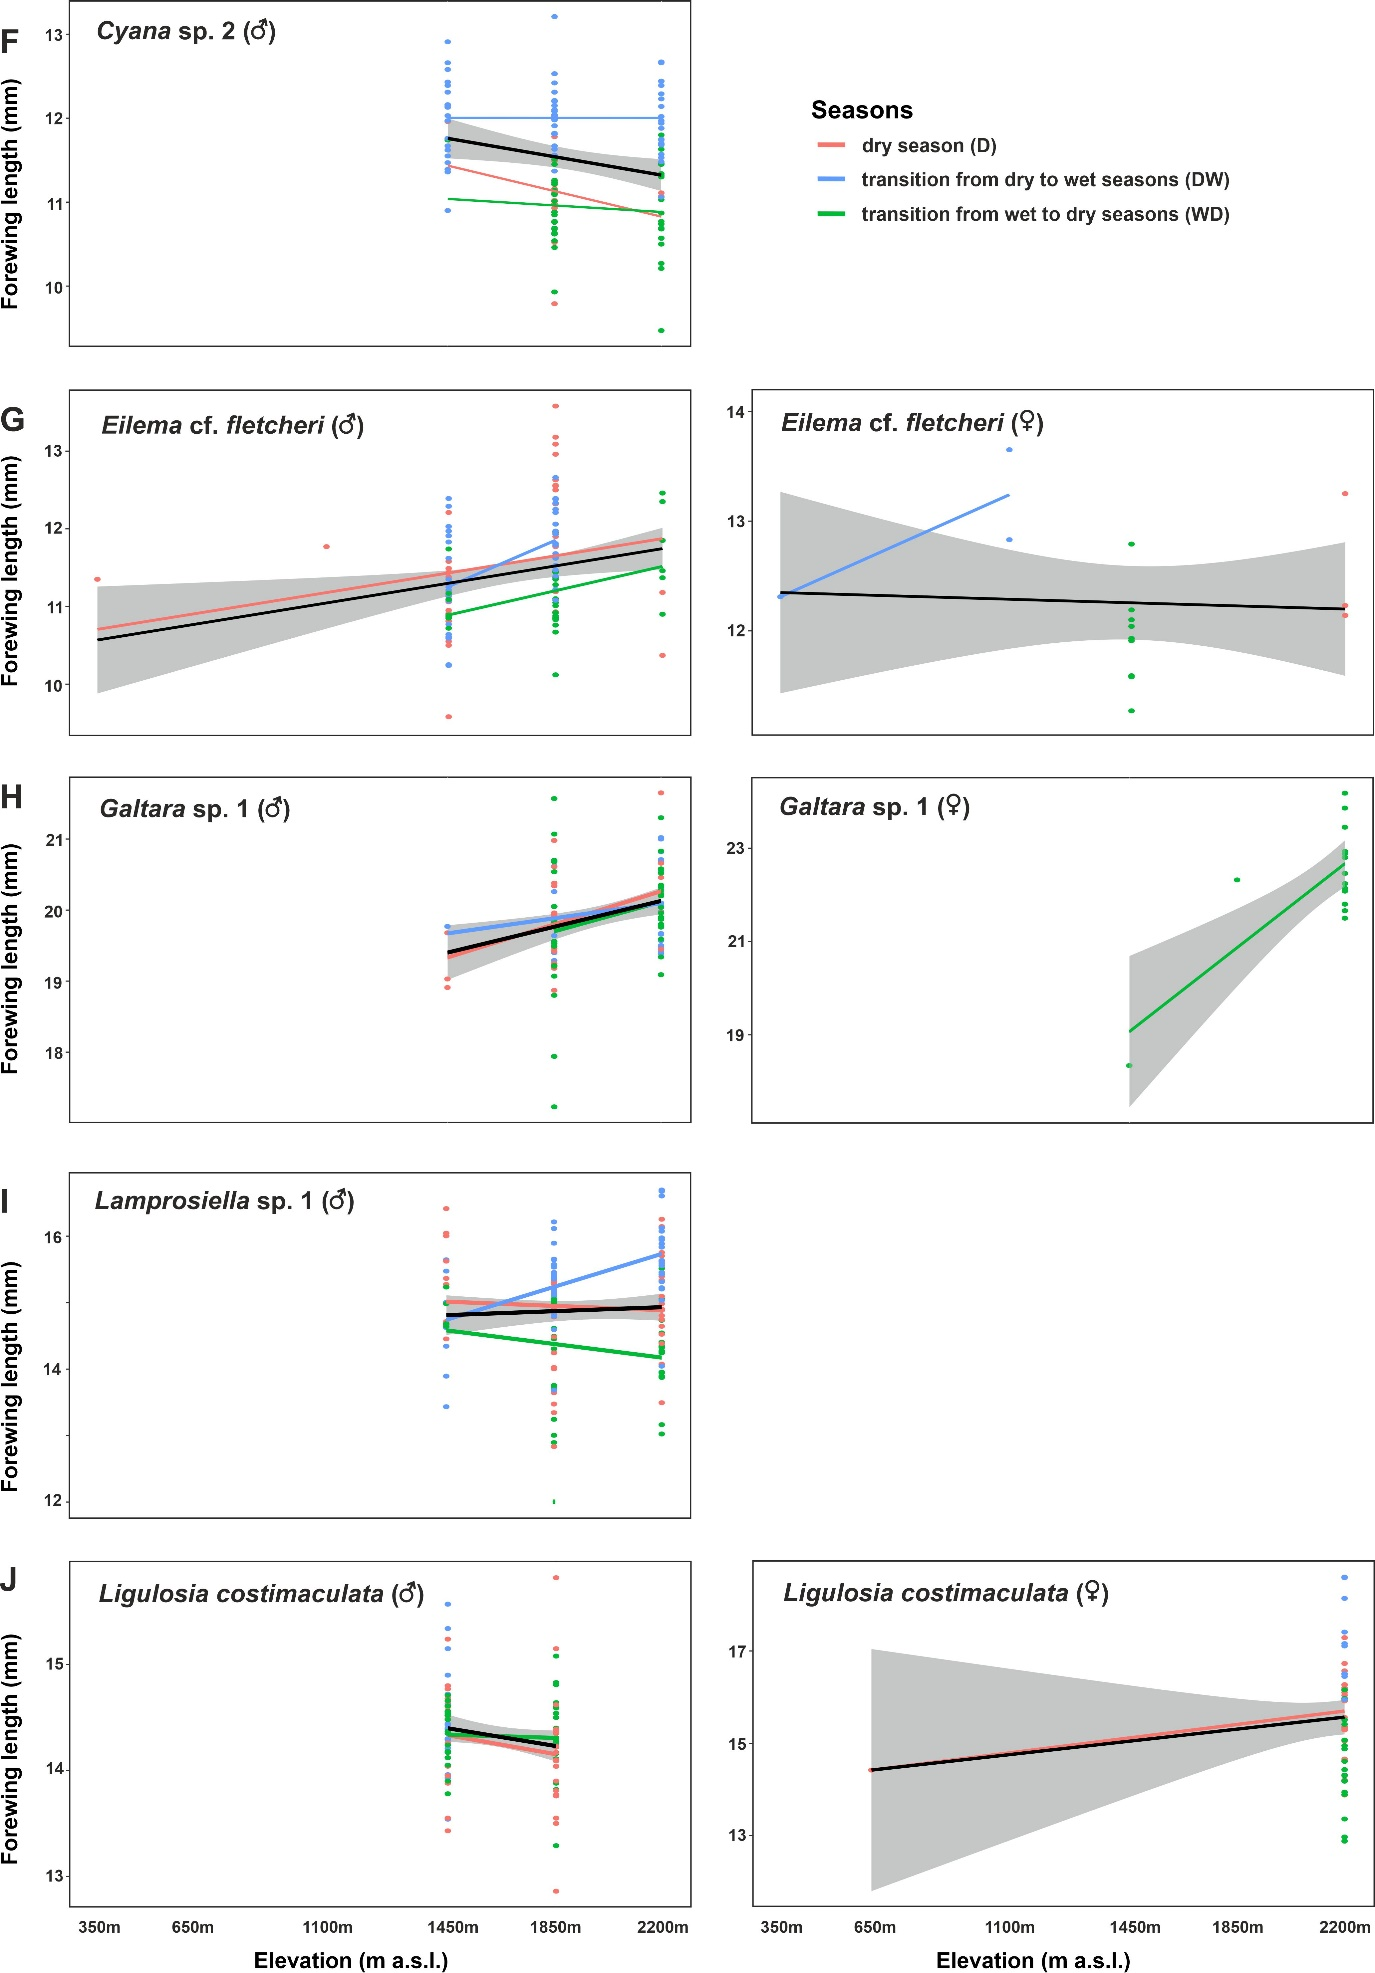 F
Cyana sp. 2 (♂)
Forewing length (mm)
13
12
11
10
Seasons
dry season (D)
transition from dry to wet seasons (DW)
transition from wet to dry seasons (WD)
G
Eilema cf. fletcheri (♂)
Forewing length (mm)
13
12
11
10
Eilema cf. fletcheri (♀)
14
13
12
H
Galtara sp. 1 (♂)
Forewing length (mm)
21
20
19
18
Galtara sp. 1 (♀)
23
21
19
I
Lamprosiella sp. 1 (♂)
Forewing length (mm)
16
14
12
J
Ligulosia costimaculata (♂)
Forewing length (mm)
15
14
13
Ligulosia costimaculata (♀)
17
15
13
350m 650m 1100m 1450m 1850m 2200m
Elevation (m a.s.l.)
350m 650m 1100m 1450m 1850m 2200m
Elevation (m a.s.l.)